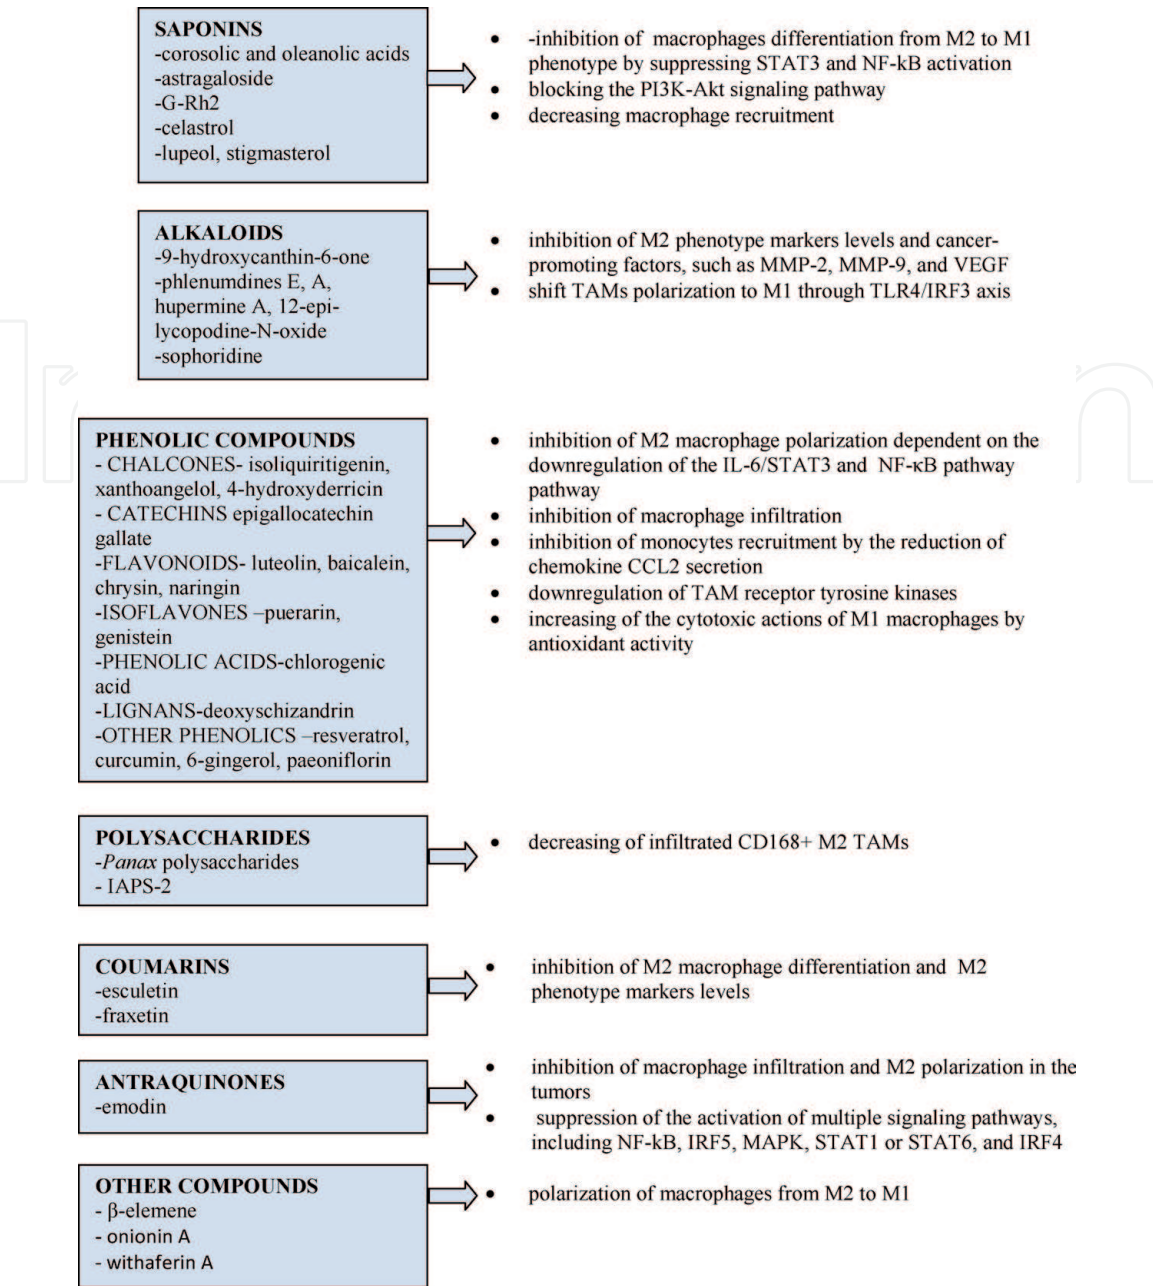 SAPONINS
-corosolic and oleanolic acids
-astragaloside
-G-Rh2
-celastrol
-lupeol, stigmasterol
• -inhibition of macrophages differentiation from M2 to M1
phenotype by suppressing STAT3 and NF-kB activation
• blocking the PI3K-Akt signaling pathway
• decreasing macrophage recruitment
ALKALOIDS
-9-hydroxycanthin-6-one
-phlenumdines E, A,
hupermine A, 12-epi-
lycopodine-N-oxide
-sophoridine
• inhibition of M2 phenotype markers levels and cancer-
promoting factors, such as MMP-2, MMP-9, and VEGF
• shift TAMs polarization to M1 through TLR4/IRF3 axis
PHENOLIC COMPOUNDS
- CHALCONES- isoliquiritigenin,
xanthoangelol, 4-hydroxyderricin
- CATECHINS epigallocatechin
gallate
-FLAVONOIDS- luteolin, baicalein,
chrysin, naringin
-ISOFLAVONES –puerarin,
genistein
-PHENOLIC ACIDS-chlorogenic
acid
-LIGNANS-deoxyschizandrin
-OTHER PHENOLICS –resveratrol,
curcumin, 6-gingerol, paeoniflorin
• inhibition of M2 macrophage polarization dependent on the
downregulation of the IL-6/STAT3 and NF-κB pathway
pathway
• inhibition of macrophage infiltration
• inhibition of monocytes recruitment by the reduction of
chemokine CCL2 secretion
• downregulation of TAM receptor tyrosine kinases
• increasing of the cytotoxic actions of M1 macrophages by
antioxidant activity
POLYSACCHARIDES
-Panax polysaccharides
- IAPS-2
• decreasing of infiltrated CD168+ M2 TAMs
COUMARINS
-esculetin
-fraxetin
• inhibition of M2 macrophage differentiation and M2
phenotype markers levels
ANTRAQUINONES
-emodin
• inhibition of macrophage infiltration and M2 polarization in the
tumors
• suppression of the activation of multiple signaling pathways,
including NF-kB, IRF5, MAPK, STAT1 or STAT6, and IRF4
OTHER COMPOUNDS
- β-elemene
- onionin A
- withaferin A
• polarization of macrophages from M2 to M1